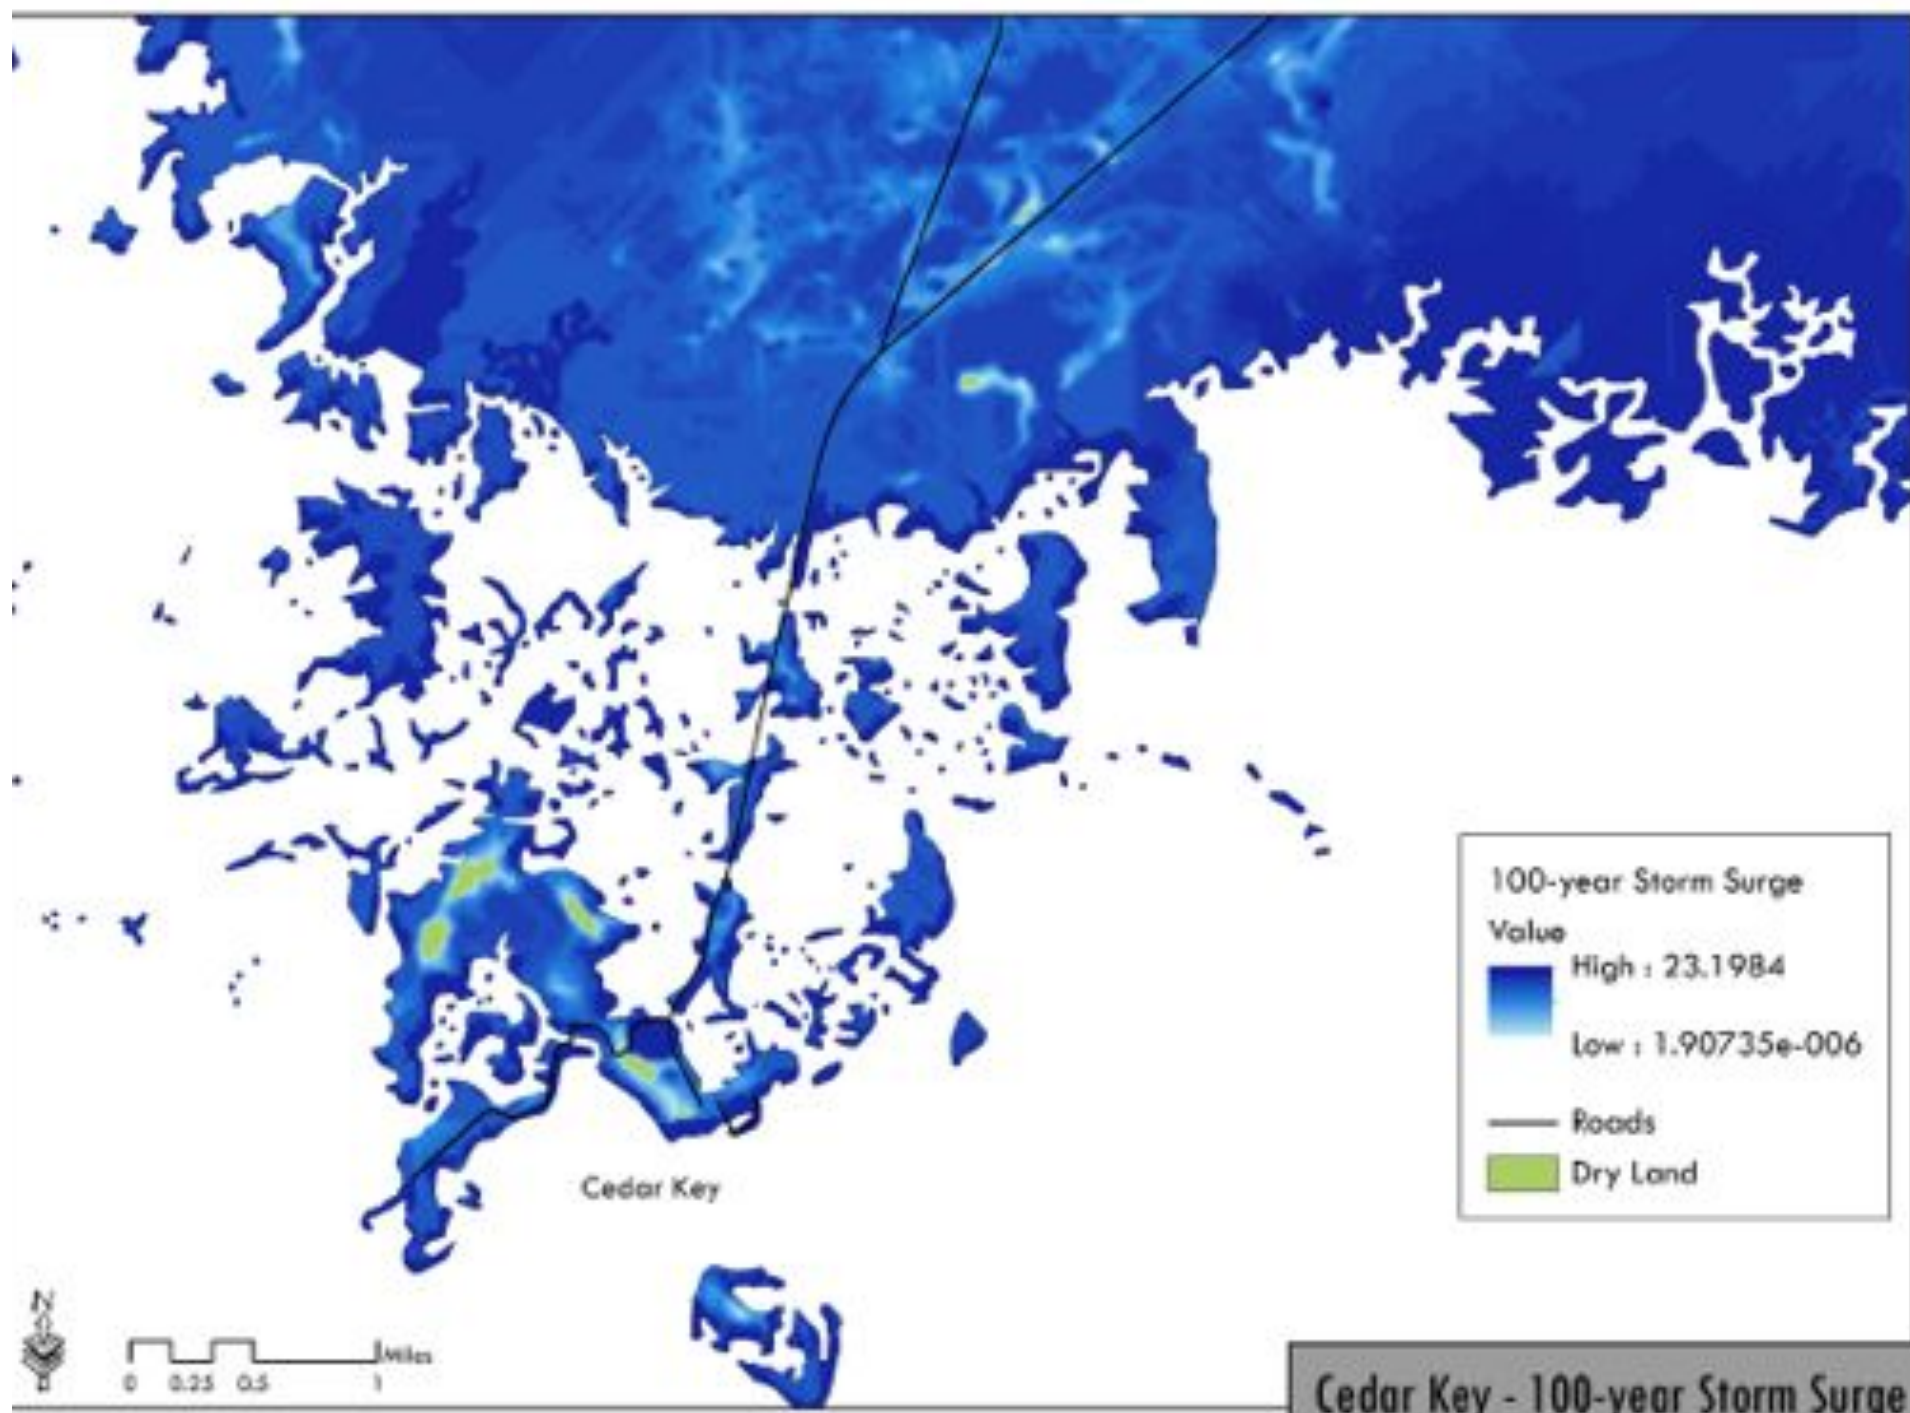 100-year Storm Surge
Value
High : 23.1984
Low : 1.90735e-006
Roads
Dry Land
Cedar Key
N
Miles
0 0.25 0.5 1
Cedar Key - 100-year Storm Surge